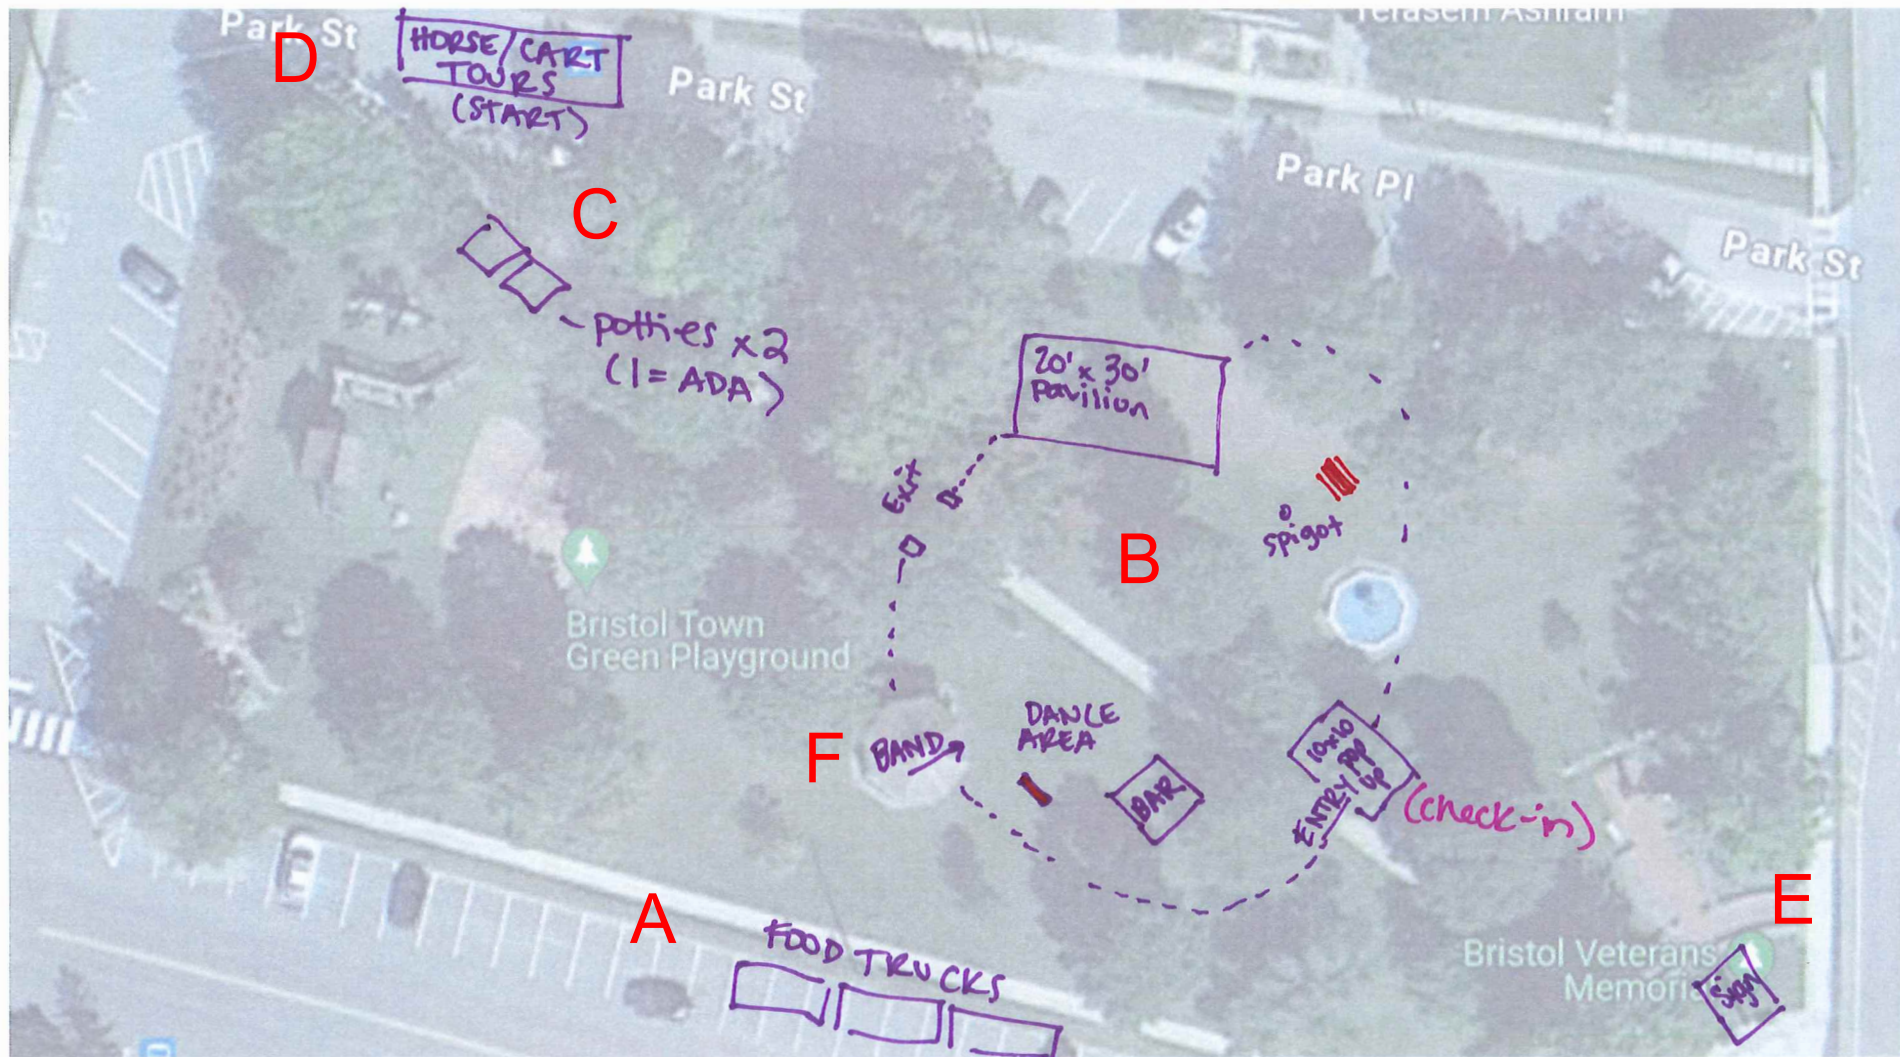 Terasem Ashram
Park St
D
HORSE/CART
TOURS
(START)
Park St
Park Pl
Park St
C
potties x2
(1 = ADA)
20' x 30'
Pavilion
Exit
spigot
B
Bristol Town
Green Playground
DANCE
AREA
F
BAND
BAR
10x10
POP
UP
ENTRY
(check-in)
A
FOOD TRUCKS
E
Bristol Veterans
Memorial
Sign